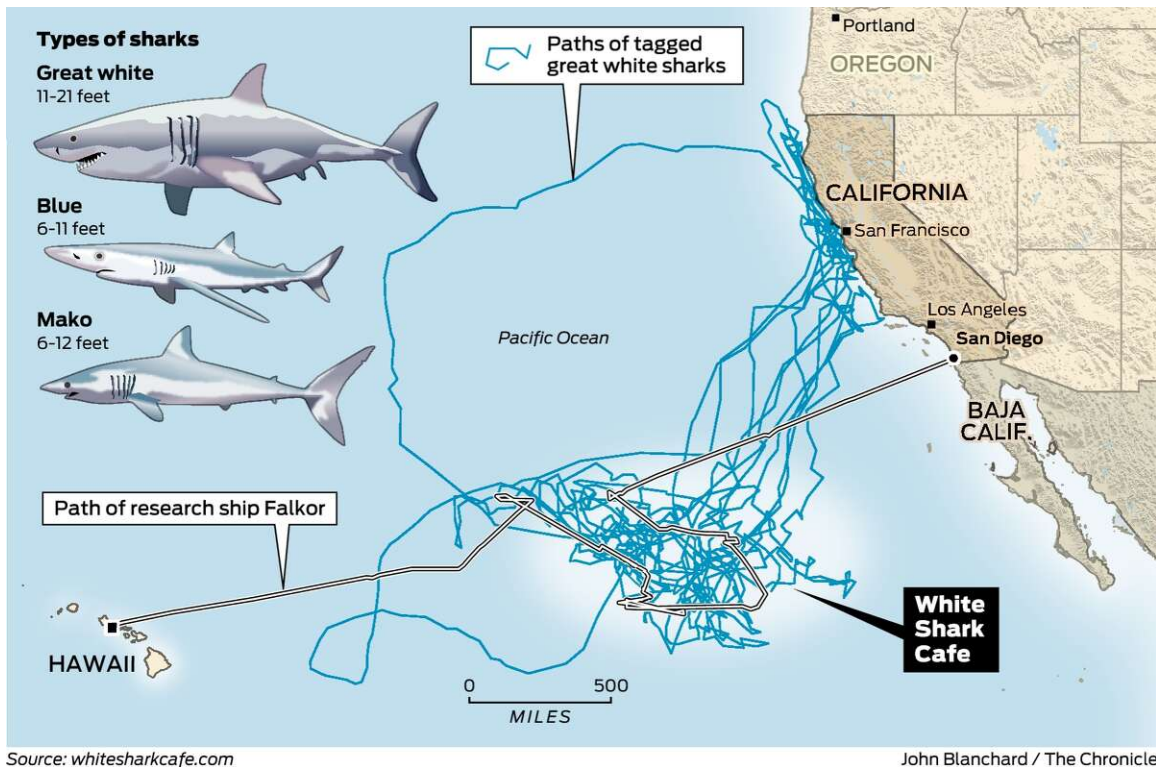 Types of sharks
Great white
11-21 feet
Blue
6-11 feet
Mako
6-12 feet
Paths of tagged
great white sharks
Portland
OREGON
CALIFORNIA
San Francisco
Los Angeles
San Diego
BAJA
CALIF.
Pacific Ocean
Path of research ship Falkor
HAWAII
White
Shark
Cafe
0 500
MILES
Source: whitesharkcafe.com
John Blanchard / The Chronicle